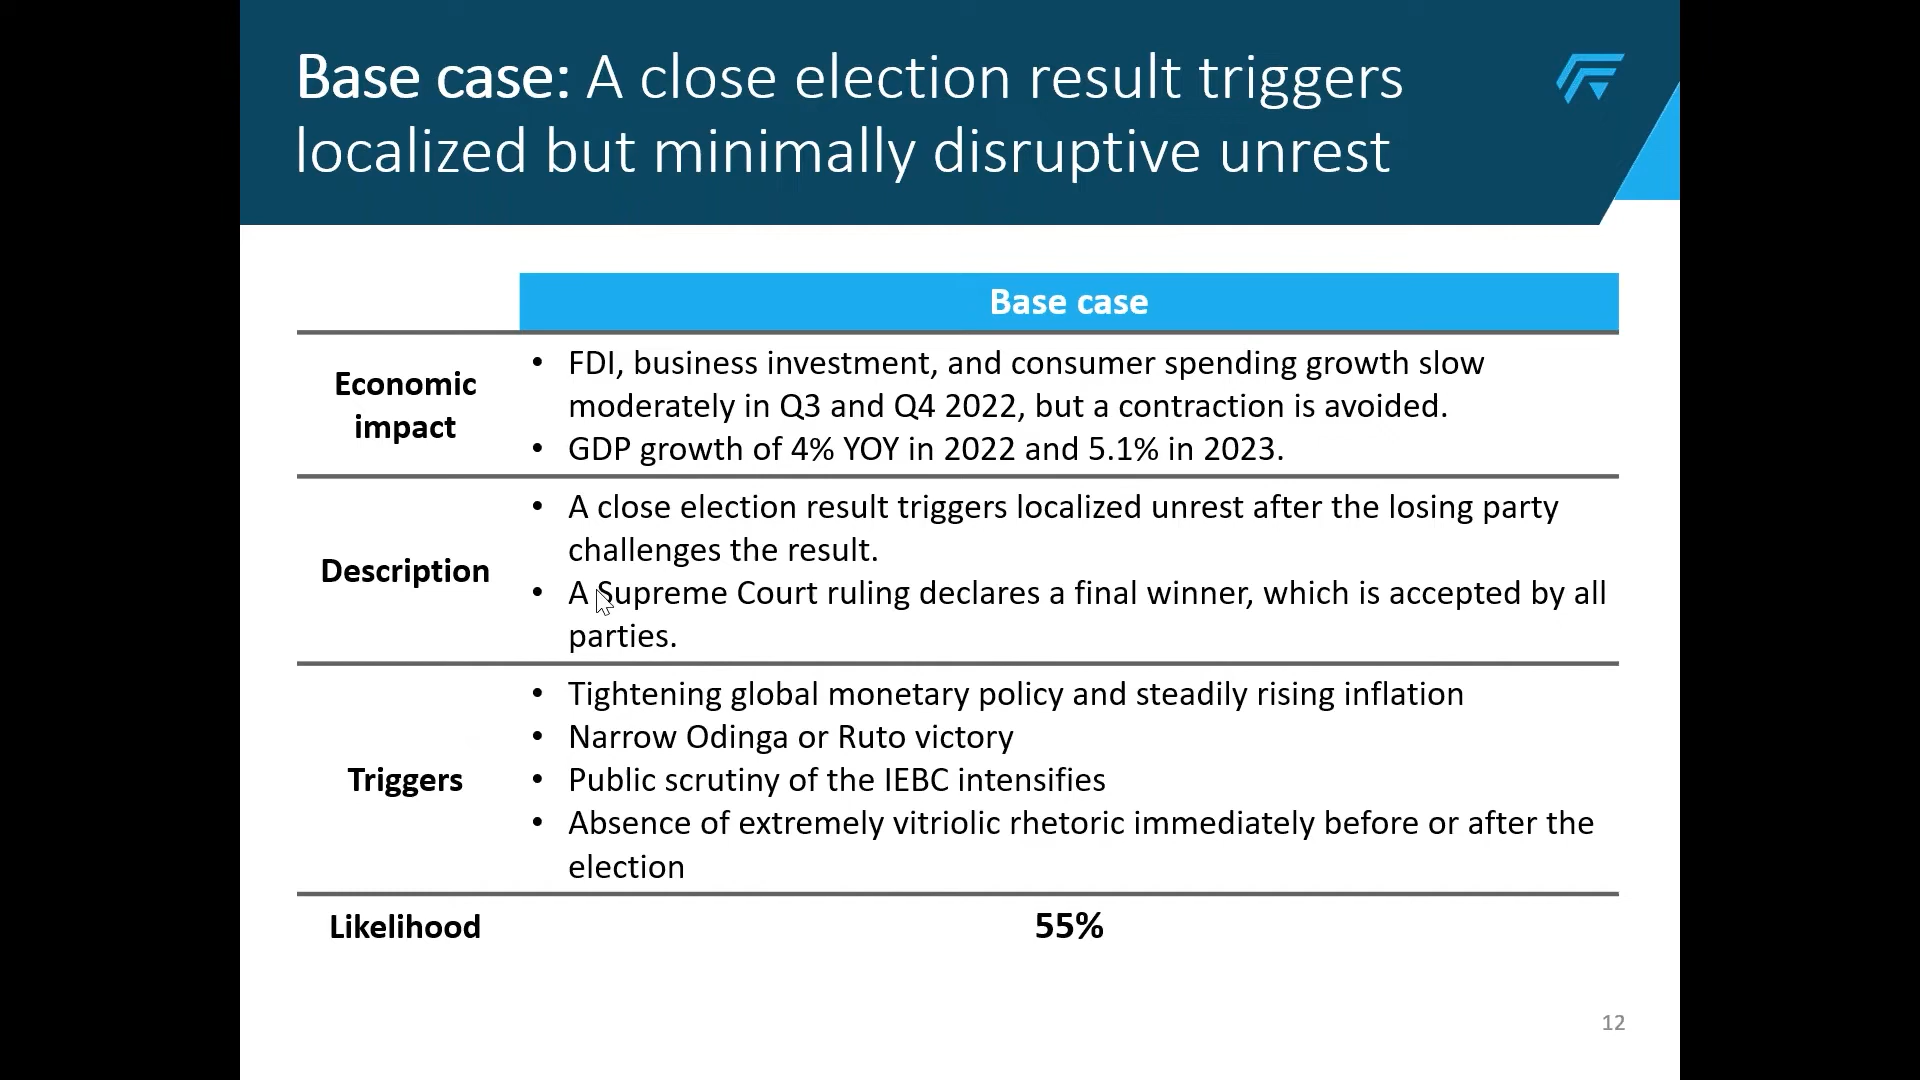 Base case: A close election result triggers
localized but minimally disruptive unrest
Base case
Economic
impact
• FDI, business investment, and consumer spending growth slow
moderately in Q3 and Q4 2022, but a contraction is avoided.
• GDP growth of 4% YOY in 2022 and 5.1% in 2023.
Description
• A close election result triggers localized unrest after the losing party
challenges the result.
• A Supreme Court ruling declares a final winner, which is accepted by all
parties.
Triggers
• Tightening global monetary policy and steadily rising inflation
• Narrow Odinga or Ruto victory
• Public scrutiny of the IEBC intensifies
• Absence of extremely vitriolic rhetoric immediately before or after the
election
Likelihood
55%
12